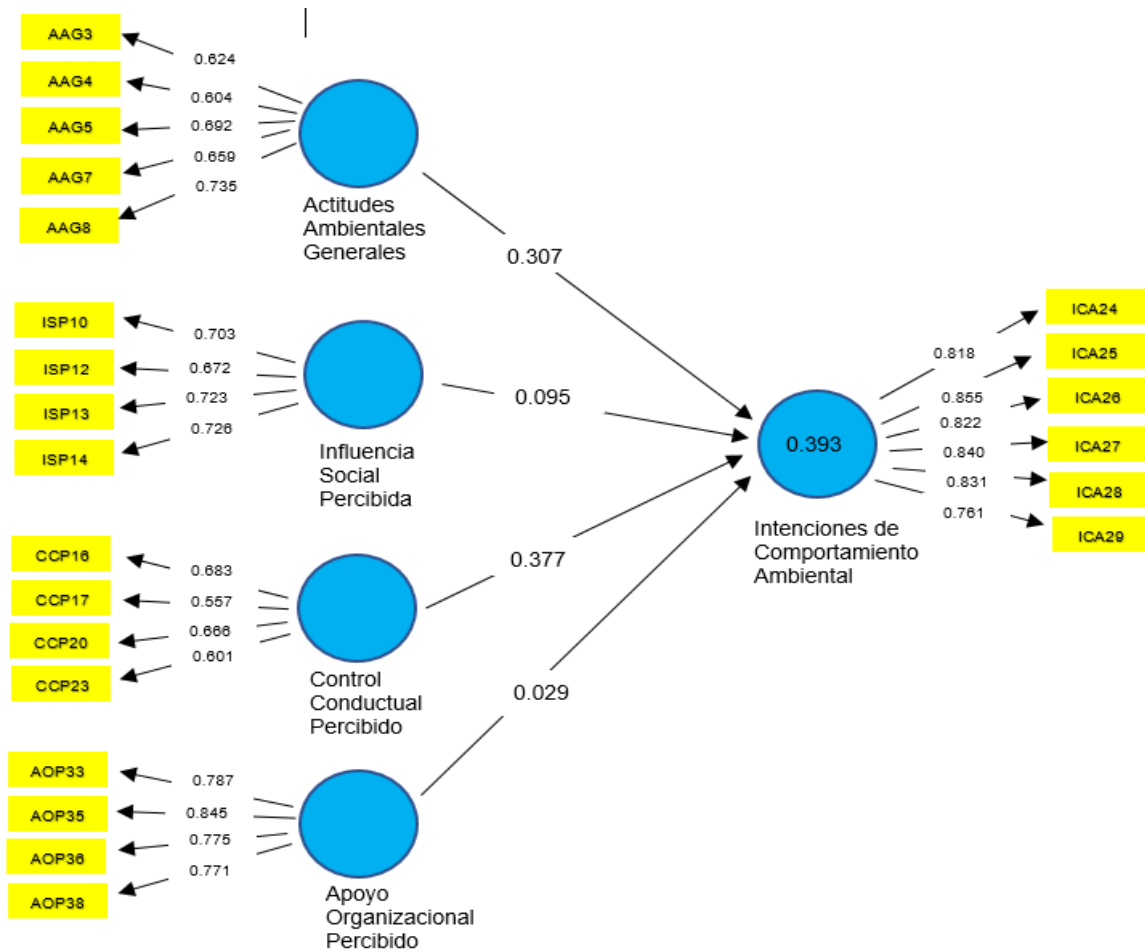 AAG3
AAG4
AAG5
AAG7
AAG8
0.624
0.604
0.692
0.659
0.735
Actitudes
Ambientales
Generales
0.307
ISP10
ISP12
ISP13
ISP14
0.703
0.672
0.723
0.726
Influencia
Social
Percibida
0.095
CCP16
CCP17
CCP20
CCP23
0.683
0.557
0.666
0.601
Control
Conductual
Percibido
0.377
AOP33
AOP35
AOP36
AOP38
0.787
0.845
0.775
0.771
Apoyo
Organizacional
Percibido
0.029
0.393
Intenciones de
Comportamiento
Ambiental
0.818
0.855
0.822
0.840
0.831
0.761
ICA24
ICA25
ICA26
ICA27
ICA28
ICA29